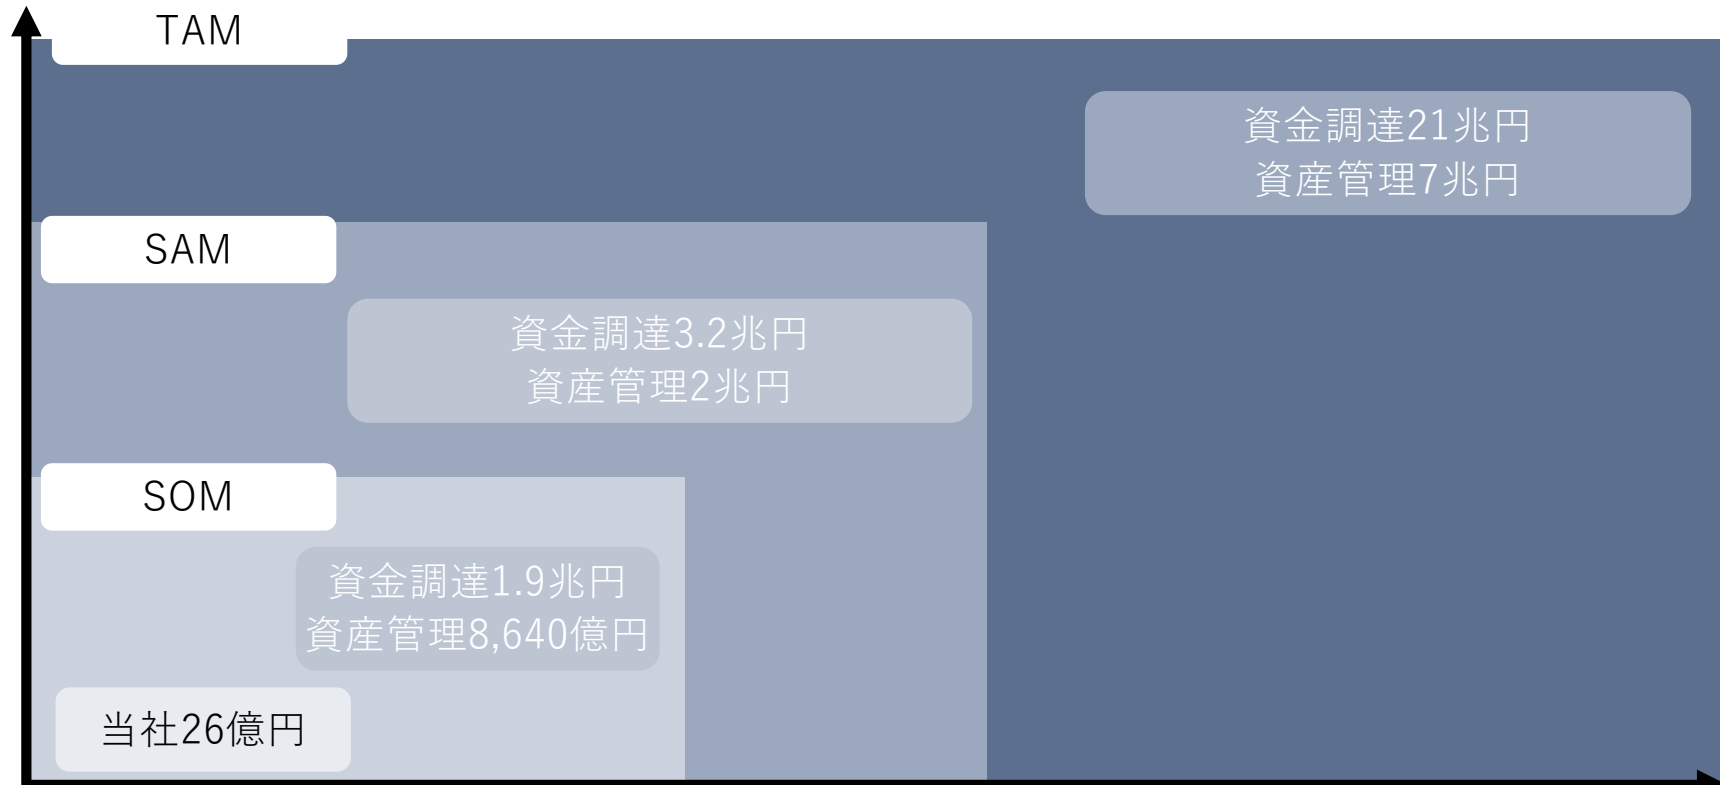 TAM
資金調達21兆円
資産管理7兆円
SAM
資金調達3.2兆円
資産管理2兆円
SOM
資金調達1.9兆円
資産管理8,640億円
当社26億円